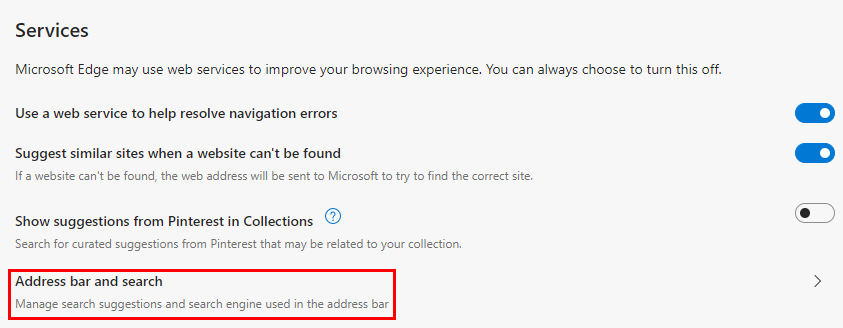 Services
Microsoft Edge may use web services to improve your browsing experience. You can always choose to turn this off.
Use a web service to help resolve navigation errors
Suggest similar sites when a website can't be found
If a website can't be found, the web address will be sent to Microsoft to try to find the correct site.
Show suggestions from Pinterest in Collections ?
Search for curated suggestions from Pinterest that may be related to your collection.
Address bar and search
Manage search suggestions and search engine used in the address bar